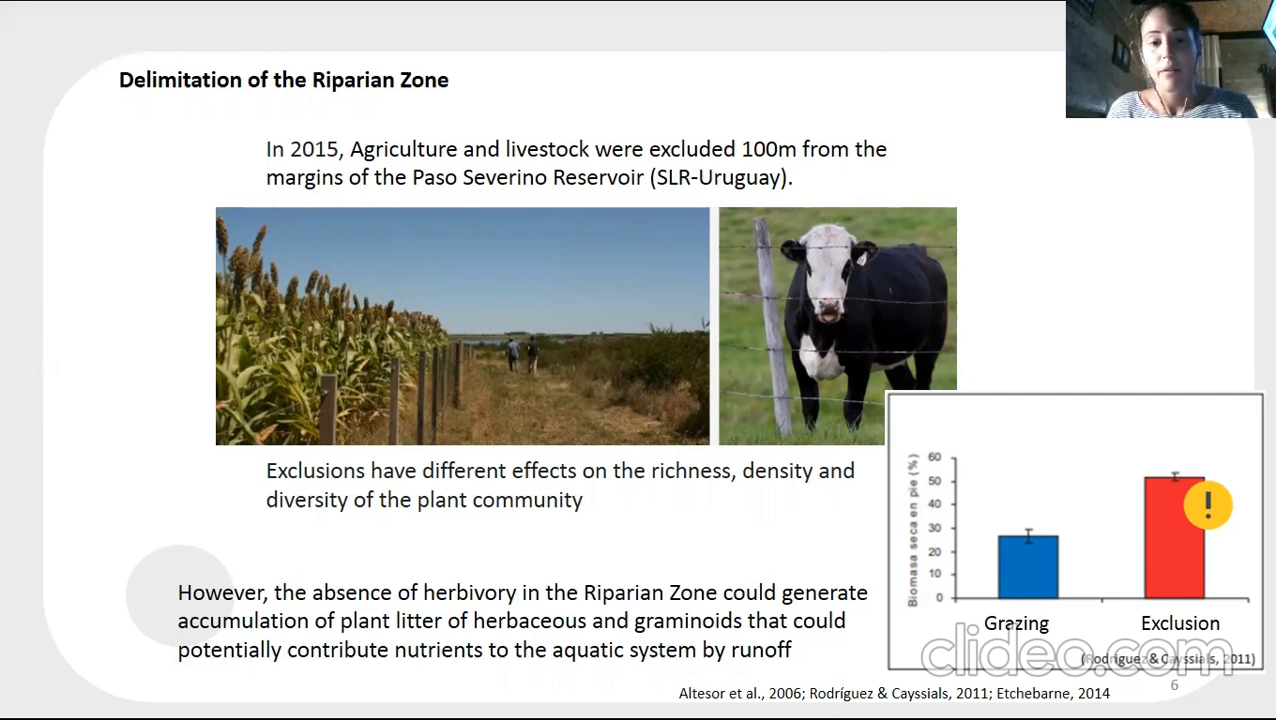 Delimitation of the Riparian Zone
In 2015, Agriculture and livestock were excluded 100m from the
margins of the Paso Severino Reservoir (SLR-Uruguay).
Exclusions have different effects on the richness, density and
diversity of the plant community
However, the absence of herbivory in the Riparian Zone could generate
accumulation of plant litter of herbaceous and graminoids that could
potentially contribute nutrients to the aquatic system by runoff
Biomasa seca en pie (%)
60
50
40
30
20
10
0
!
Grazing Exclusion
clideo.com
(Rodríguez & Cayssials, 2011)
6
Altesor et al., 2006; Rodríguez & Cayssials, 2011; Etchebarne, 2014